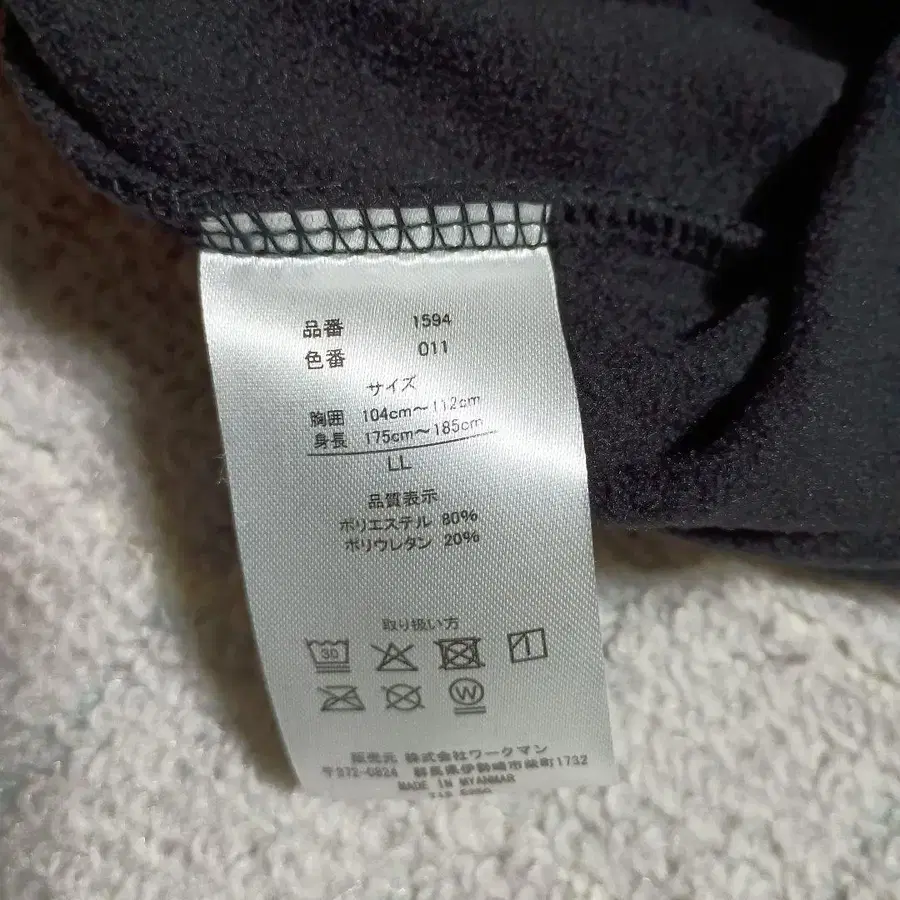 品番 1594
色番 011
サイズ
胸囲 104cm～112cm
身長 175cm～185cm
LL
品質表示
ポリエステル 80%
ポリウレタン 20%
取り扱い方
30
W
販売元 株式会社ワークマン
〒372-0824 群馬県伊勢崎市柴町1732
MADE IN MYANMAR